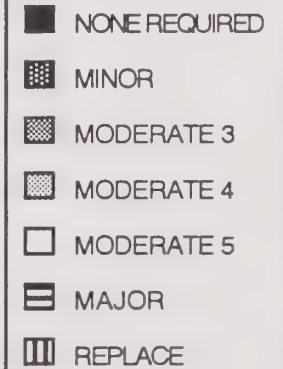 NONE REQUIRED
MINOR
MODERATE 3
MODERATE 4
MODERATE 5
MAJOR
REPLACE